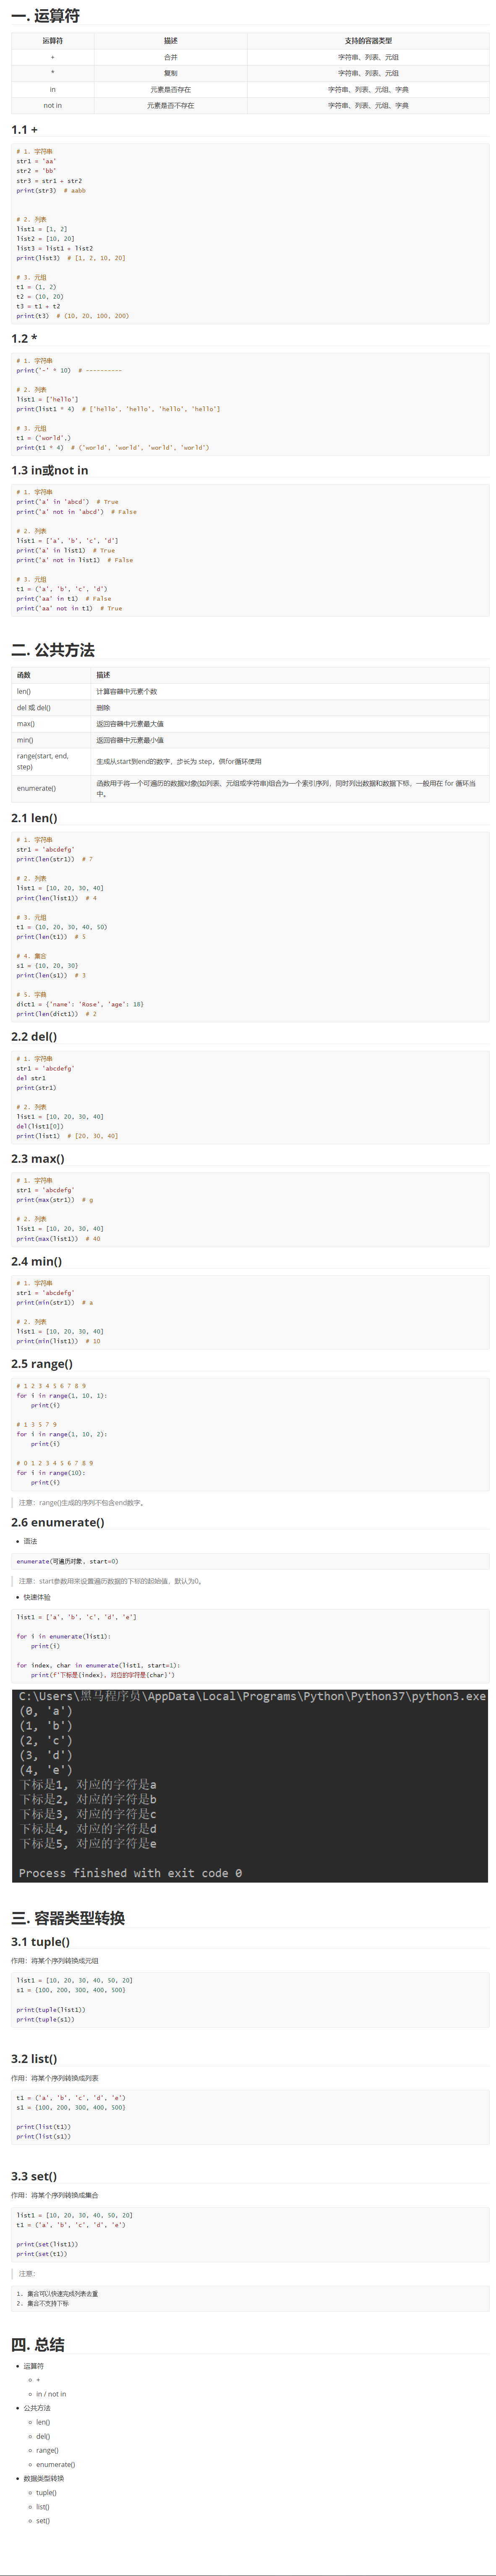 一. 运算符
运算符 描述 支持的容器类型
+ 合并 字符串、列表、元组
* 复制 字符串、列表、元组
in 元素是否存在 字符串、列表、元组、字典
not in 元素是否不存在 字符串、列表、元组、字典
1.1 +
# 1. 字符串
str1 = 'aa'
str2 = 'bb'
str3 = str1 + str2
print(str3)  # aabb
# 2. 列表
list1 = [1, 2]
list2 = [10, 20]
list3 = list1 + list2
print(list3)  # [1, 2, 10, 20]
# 3. 元组
t1 = (1, 2)
t2 = (10, 20)
t3 = t1 + t2
print(t3)  # (10, 20, 100, 200)
1.2 *
# 1. 字符串
print('-' * 10)  # ----------
# 2. 列表
list1 = ['hello']
print(list1 * 4)  # ['hello', 'hello', 'hello', 'hello']
# 3. 元组
t1 = ('world',)
print(t1 * 4)  # ('world', 'world', 'world', 'world')
1.3 in或not in
# 1. 字符串
print('a' in 'abcd')  # True
print('a' not in 'abcd')  # False
# 2. 列表
list1 = ['a', 'b', 'c', 'd']
print('a' in list1)  # True
print('a' not in list1)  # False
# 3. 元组
t1 = ('a', 'b', 'c', 'd')
print('aa' in t1)  # False
print('aa' not in t1)  # True
二. 公共方法
函数 描述
len() 计算容器中元素个数
del 或 del() 删除
max() 返回容器中元素最大值
min() 返回容器中元素最小值
range(start, end,
step) 生成从start到end的数字，步长为 step，供for循环使用
enumerate() 函数用于将一个可遍历的数据对象(如列表、元组或字符串)组合为一个索引序列，同时列出数据和数据下标，一般用在 for 循环当
中。
2.1 len()
# 1. 字符串
str1 = 'abcdefg'
print(len(str1))  # 7
# 2. 列表
list1 = [10, 20, 30, 40]
print(len(list1))  # 4
# 3. 元组
t1 = (10, 20, 30, 40, 50)
print(len(t1))  # 5
# 4. 集合
s1 = {10, 20, 30}
print(len(s1))  # 3
# 5. 字典
dict1 = {'name': 'Rose', 'age': 18}
print(len(dict1))  # 2
2.2 del()
# 1. 字符串
str1 = 'abcdefg'
del str1
print(str1)
# 2. 列表
list1 = [10, 20, 30, 40]
del(list1[0])
print(list1)  # [20, 30, 40]
2.3 max()
# 1. 字符串
str1 = 'abcdefg'
print(max(str1))  # g
# 2. 列表
list1 = [10, 20, 30, 40]
print(max(list1))  # 40
2.4 min()
# 1. 字符串
str1 = 'abcdefg'
print(min(str1))  # a
# 2. 列表
list1 = [10, 20, 30, 40]
print(min(list1))  # 10
2.5 range()
# 1 2 3 4 5 6 7 8 9
for i in range(1, 10, 1):
    print(i)
# 1 3 5 7 9
for i in range(1, 10, 2):
    print(i)
# 0 1 2 3 4 5 6 7 8 9
for i in range(10):
    print(i)
注意：range()生成的序列不包含end数字。
2.6 enumerate()
• 语法
enumerate(可遍历对象, start=0)
注意：start参数用来设置遍历数据的下标的起始值，默认为0。
• 快速体验
list1 = ['a', 'b', 'c', 'd', 'e']
for i in enumerate(list1):
    print(i)
for index, char in enumerate(list1, start=1):
    print(f'下标是{index}, 对应的字符是{char}')
C:\Users\黑马程序员\AppData\Local\Programs\Python\Python37\python3.exe
(0, 'a')
(1, 'b')
(2, 'c')
(3, 'd')
(4, 'e')
下标是1, 对应的字符是a
下标是2, 对应的字符是b
下标是3, 对应的字符是c
下标是4, 对应的字符是d
下标是5, 对应的字符是e
Process finished with exit code 0
三. 容器类型转换
3.1 tuple()
作用：将某个序列转换成元组
list1 = [10, 20, 30, 40, 50, 20]
s1 = {100, 200, 300, 400, 500}
print(tuple(list1))
print(tuple(s1))
3.2 list()
作用：将某个序列转换成列表
t1 = ('a', 'b', 'c', 'd', 'e')
s1 = {100, 200, 300, 400, 500}
print(list(t1))
print(list(s1))
3.3 set()
作用：将某个序列转换成集合
list1 = [10, 20, 30, 40, 50, 20]
t1 = ('a', 'b', 'c', 'd', 'e')
print(set(list1))
print(set(t1))
注意：
1. 集合可以快速完成列表去重
2. 集合不支持下标
四. 总结
• 运算符
○ +
○ in / not in
• 公共方法
○ len()
○ del()
○ range()
○ enumerate()
• 数据类型转换
○ tuple()
○ list()
○ set()